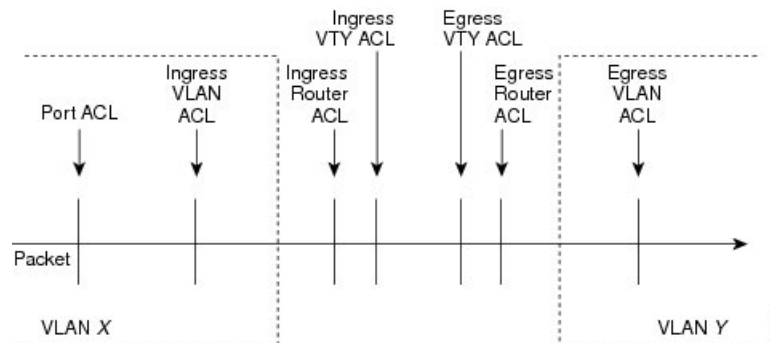 Ingress
VTY ACL
Egress
VTY ACL
Port ACL
Ingress
VLAN
ACL
Ingress
Router
ACL
Egress
Router
ACL
Egress
VLAN
ACL
Packet
VLAN X
VLAN Y